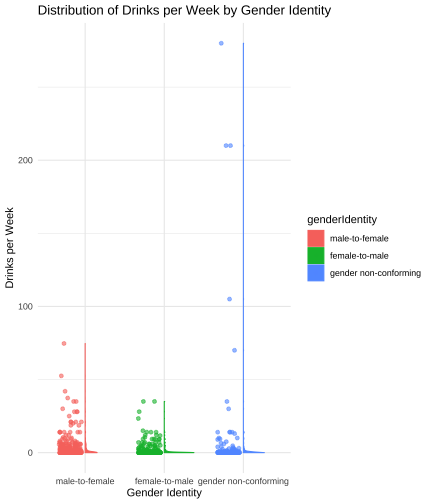 Distribution of Drinks per Week by Gender Identity
Drinks per Week
200
100
0
male-to-female female-to-male gender non-conforming
Gender Identity
genderIdentity
male-to-female
female-to-male
gender non-conforming